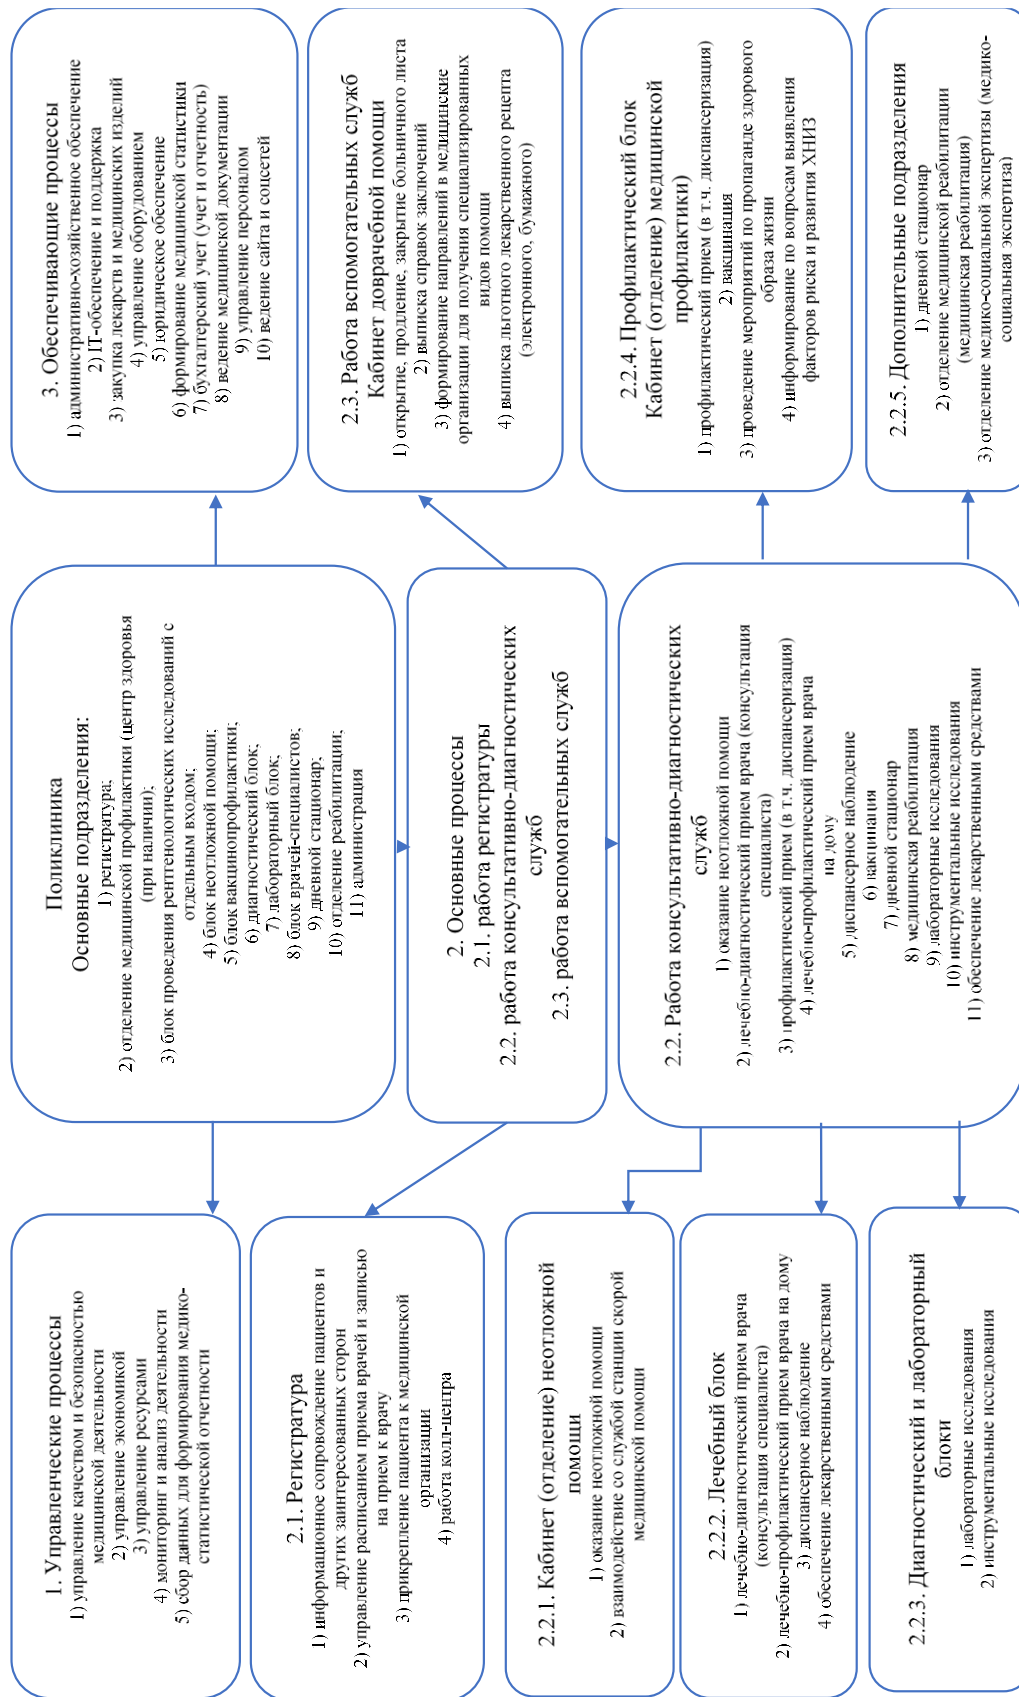 1. Управленческие процессы
1) управление качеством и безопасностью
медицинской деятельности
2) управление экономикой
3) управление ресурсами
4) мониторинг и анализ деятельности
5) сбор данных для формирования медико-
статистической отчетности
Поликлиника
Основные подразделения:
1) регистратура;
2) отделение медицинской профилактики (центр здоровья
(при наличии);
3) блок проведения рентгенологических исследований с
отдельным входом;
4) блок неотложной помощи;
5) блок вакцинопрофилактики;
6) диагностический блок;
7) лабораторный блок;
8) блок врачей-специалистов;
9) дневной стационар;
10) отделение реабилитации;
11) администрация
3. Обеспечивающие процессы
1) административно-хозяйственное обеспечение
2) IT-обеспечение и поддержка
3) закупка лекарств и медицинских изделий
4) управление оборудованием
5) юридическое обеспечение
6) формирование медицинской статистики
7) бухгалтерский учет (учет и отчетность)
8) ведение медицинской документации
9) управление персоналом
10) ведение сайта и соцсетей
2.1. Регистратура
1) информационное сопровождение пациентов и
других заинтересованных сторон
2) управление расписанием приема врачей и записью
на прием к врачу
3) прикрепление пациента к медицинской
организации
4) работа колл-центра
2. Основные процессы
2.1. работа регистратуры
2.2. работа консультативно-диагностических
служб
2.3. работа вспомогательных служб
2.3. Работа вспомогательных служб
Кабинет доврачебной помощи
1) открытие, продление, закрытие больничного листа
2) выписка справок заключений
3) формирование направлений в медицинские
организации для получения специализированных
видов помощи
4) выписка льготного лекарственного рецепта
(электронного, бумажного)
2.2.1. Кабинет (отделение) неотложной
помощи
1) оказание неотложной помощи
2) взаимодействие со службой станции скорой
медицинской помощи
2.2.2. Лечебный блок
1) лечебно-диагностический прием врача
(консультация специалиста)
2) лечебно-профилактический прием врача на дому
3) диспансерное наблюдение
4) обеспечение лекарственными средствами
2.2.3. Диагностический и лабораторный
блоки
1) лабораторные исследования
2) инструментальные исследования
2.2. Работа консультативно-диагностических
служб
1) оказание неотложной помощи
2) лечебно-диагностический прием врача (консультация
специалиста)
3) профилактический прием (в т.ч. диспансеризация)
4) лечебно-профилактический прием врача
на дому
5) диспансерное наблюдение
6) вакцинация
7) дневной стационар
8) медицинская реабилитация
9) лабораторные исследования
10) инструментальные исследования
11) обеспечение лекарственными средствами
2.2.4. Профилактический блок
Кабинет (отделение) медицинской
профилактики)
1) профилактический прием (в т.ч. диспансеризация)
2) вакцинация
3) проведение мероприятий по пропаганде здорового
образа жизни
4) информирование по вопросам выявления
факторов риска и развития ХНИЗ
2.2.5. Дополнительные подразделения
1) дневной стационар
2) отделение медицинской реабилитации
(медицинская реабилитация)
3) отделение медико-социальной экспертизы (медико-
социальная экспертиза)